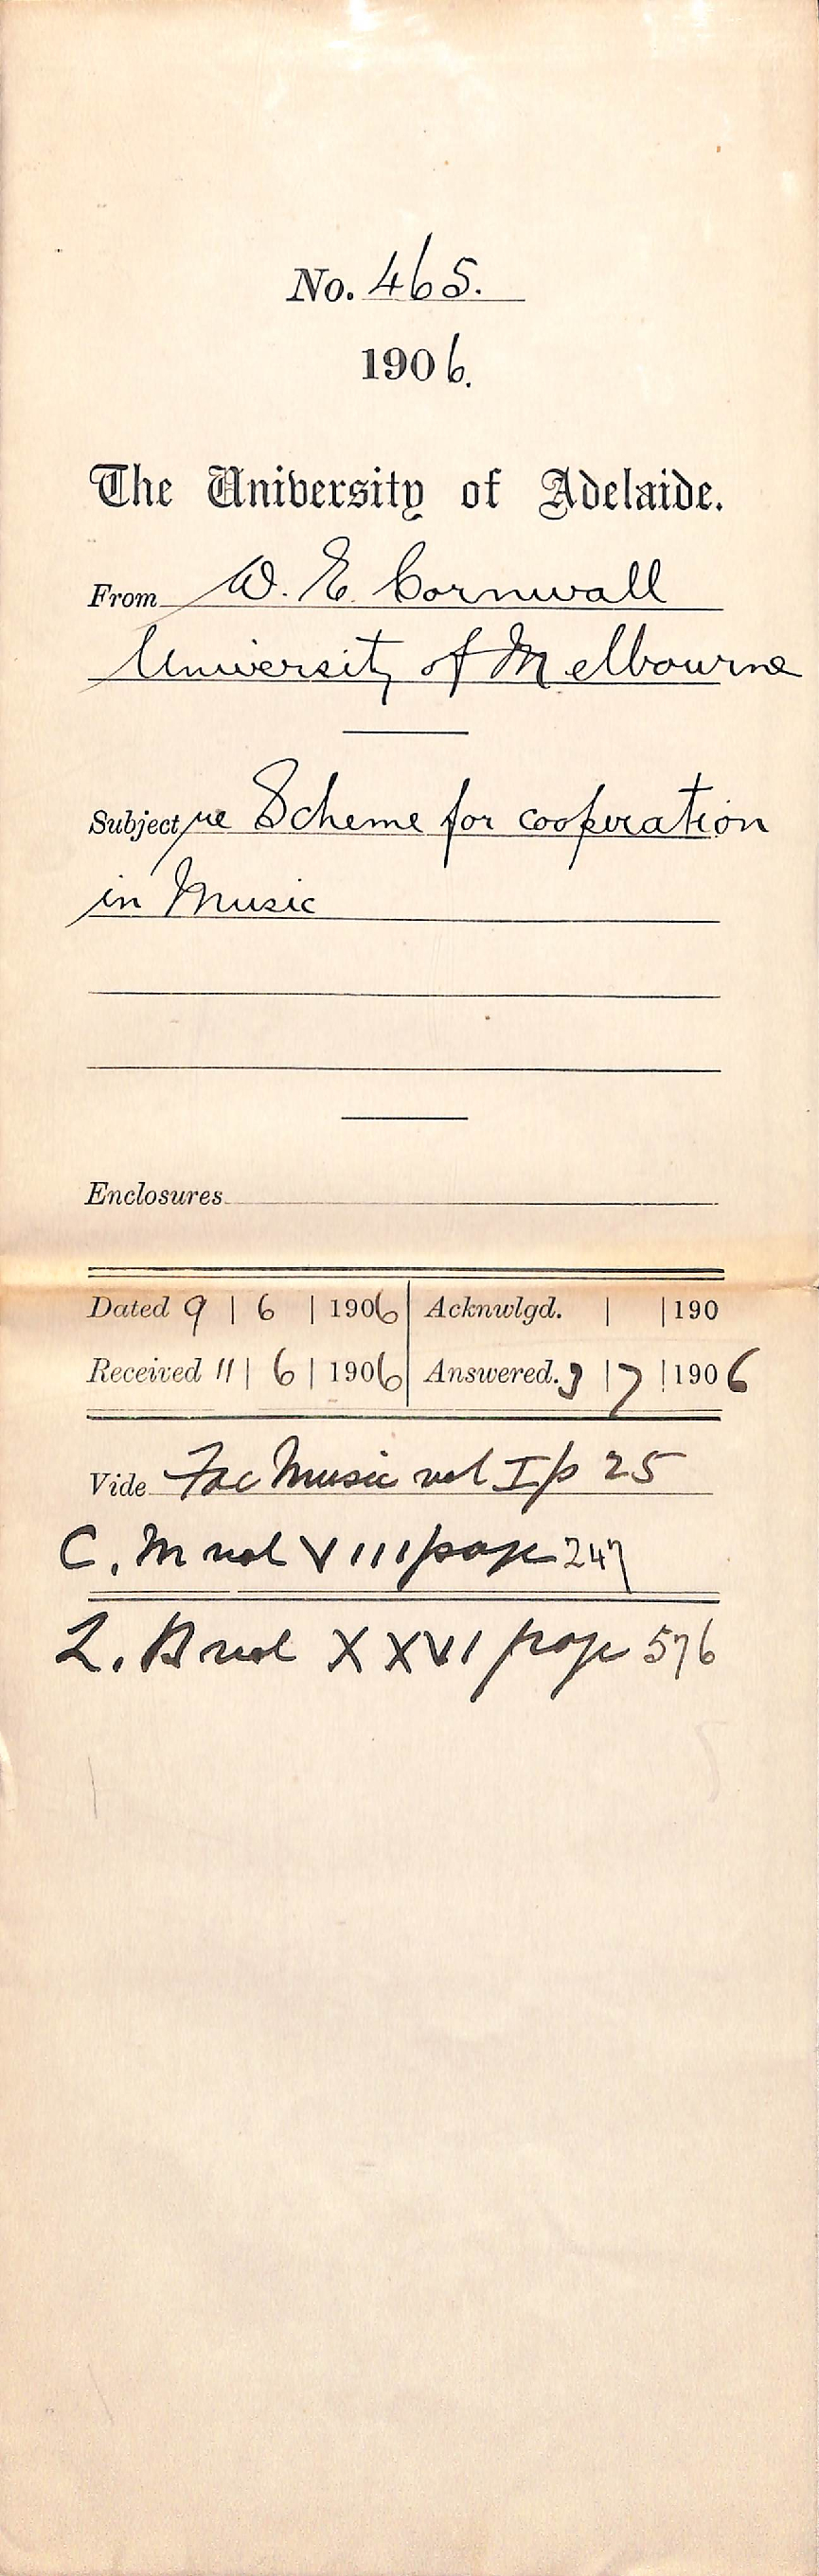 No. 465.
1906.
The University of Adelaide.
From W. E. Cornwall
University of Melbourne
Subject re Scheme for cooperation
in Music
Enclosures
Dated 9 | 6 | 1906 Acknwlgd. | | 190
Received 11 | 6 | 1906 Answered. 3 | 7 | 1906
Vide Fac Music vol I p 25
C. M vol VIII page 247
L. B vol XXVI page 576